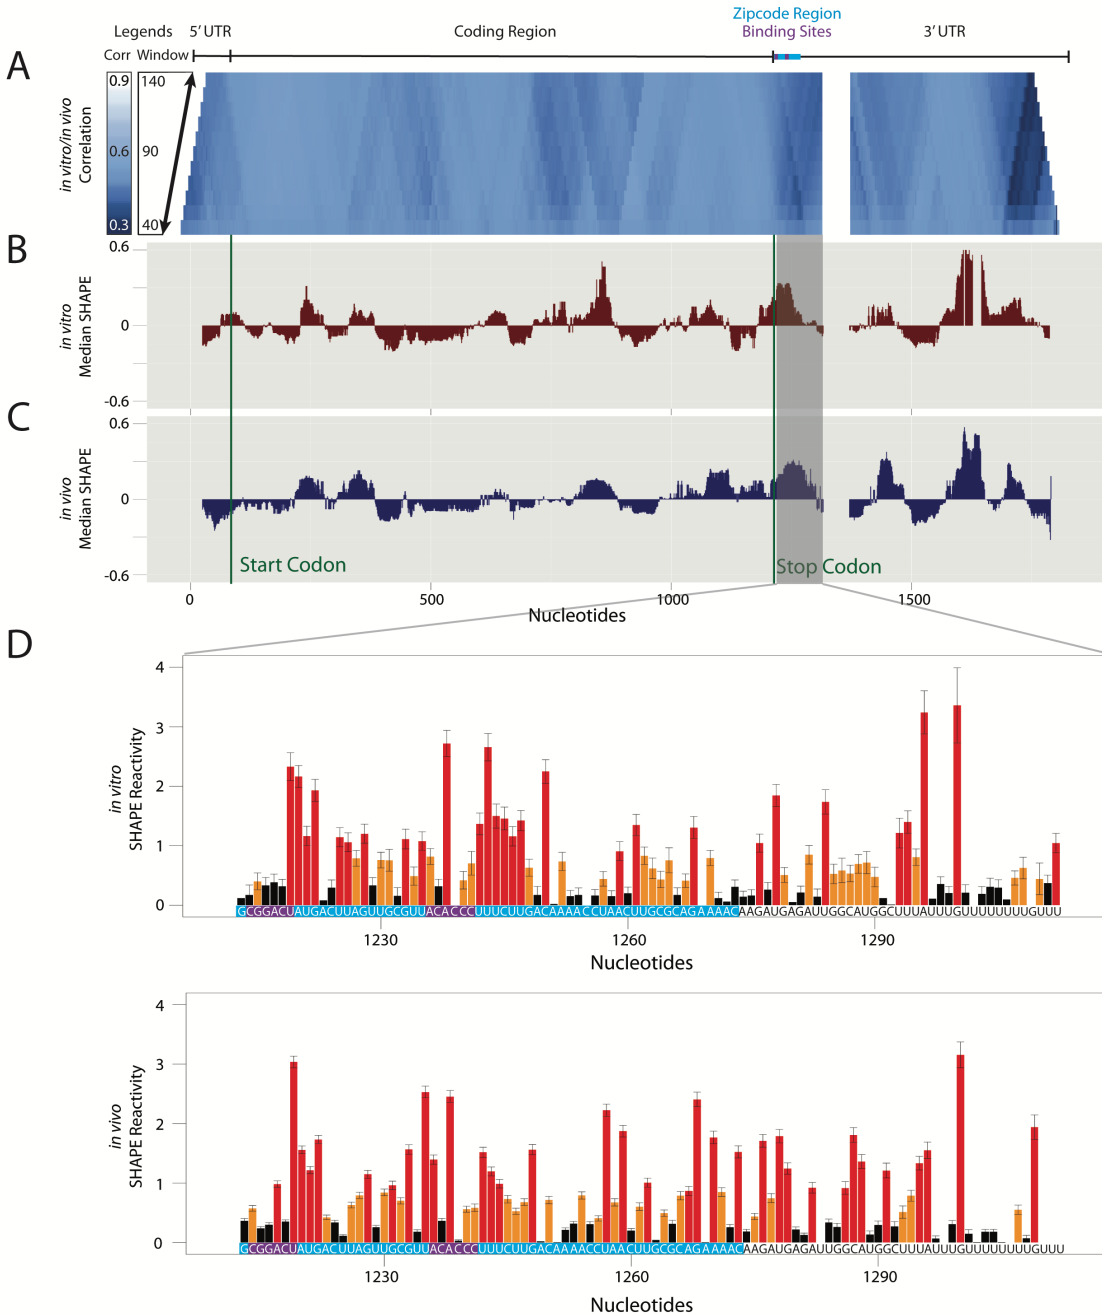 Zipcode Region
Legends 5' UTR Coding Region Binding Sites 3' UTR
Corr Window
A
0.9 140
0.6 90
0.3 40
in vitro/in vivo
Correlation
B
0.6
0
-0.6
in vitro
Median SHAPE
C
0.6
0
-0.6
in vivo
Median SHAPE
Start Codon Stop Codon
0 500 1000 1500
Nucleotides
D
4
3
2
1
0
in vitro
SHAPE Reactivity
GCGGACUAUGACUUAGUUGCGUUACACCCUUUCUUGACAAAACCUAACUUGCGCAGAAAACAAGAUGAGAUUGGCAUGGCUUUAUUUGUUUUUUUUGUUU
1230 1260 1290
Nucleotides
4
3
2
1
0
in vivo
SHAPE Reactivity
GCGGACUAUGACUUAGUUGCGUUACACCCUUUCUUGACAAAACCUAACUUGCGCAGAAAACAAGAUGAGAUUGGCAUGGCUUUAUUUGUUUUUUUUGUUU
1230 1260 1290
Nucleotides